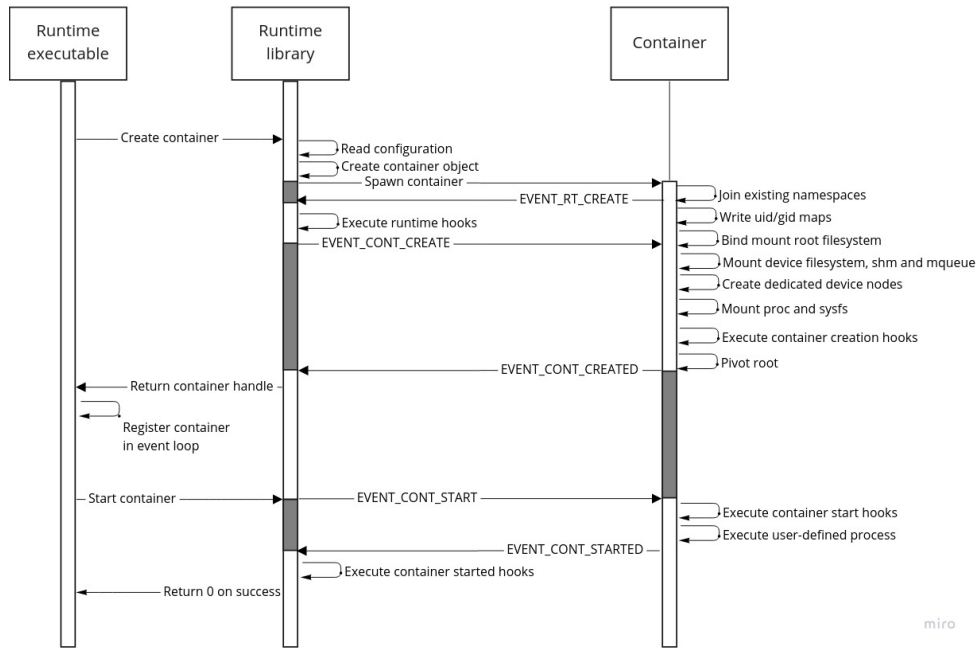 Runtime
executable
Runtime
library
Container
Create container
Read configuration
Create container object
Spawn container
Join existing namespaces
EVENT_RT_CREATE
Write uid/gid maps
Execute runtime hooks
Bind mount root filesystem
EVENT_CONT_CREATE
Mount device filesystem, shm and mqueue
Create dedicated device nodes
Mount proc and sysfs
Execute container creation hooks
Pivot root
EVENT_CONT_CREATED
Return container handle
Register container
in event loop
Start container
EVENT_CONT_START
Execute container start hooks
Execute user-defined process
EVENT_CONT_STARTED
Execute container started hooks
Return 0 on success
miro